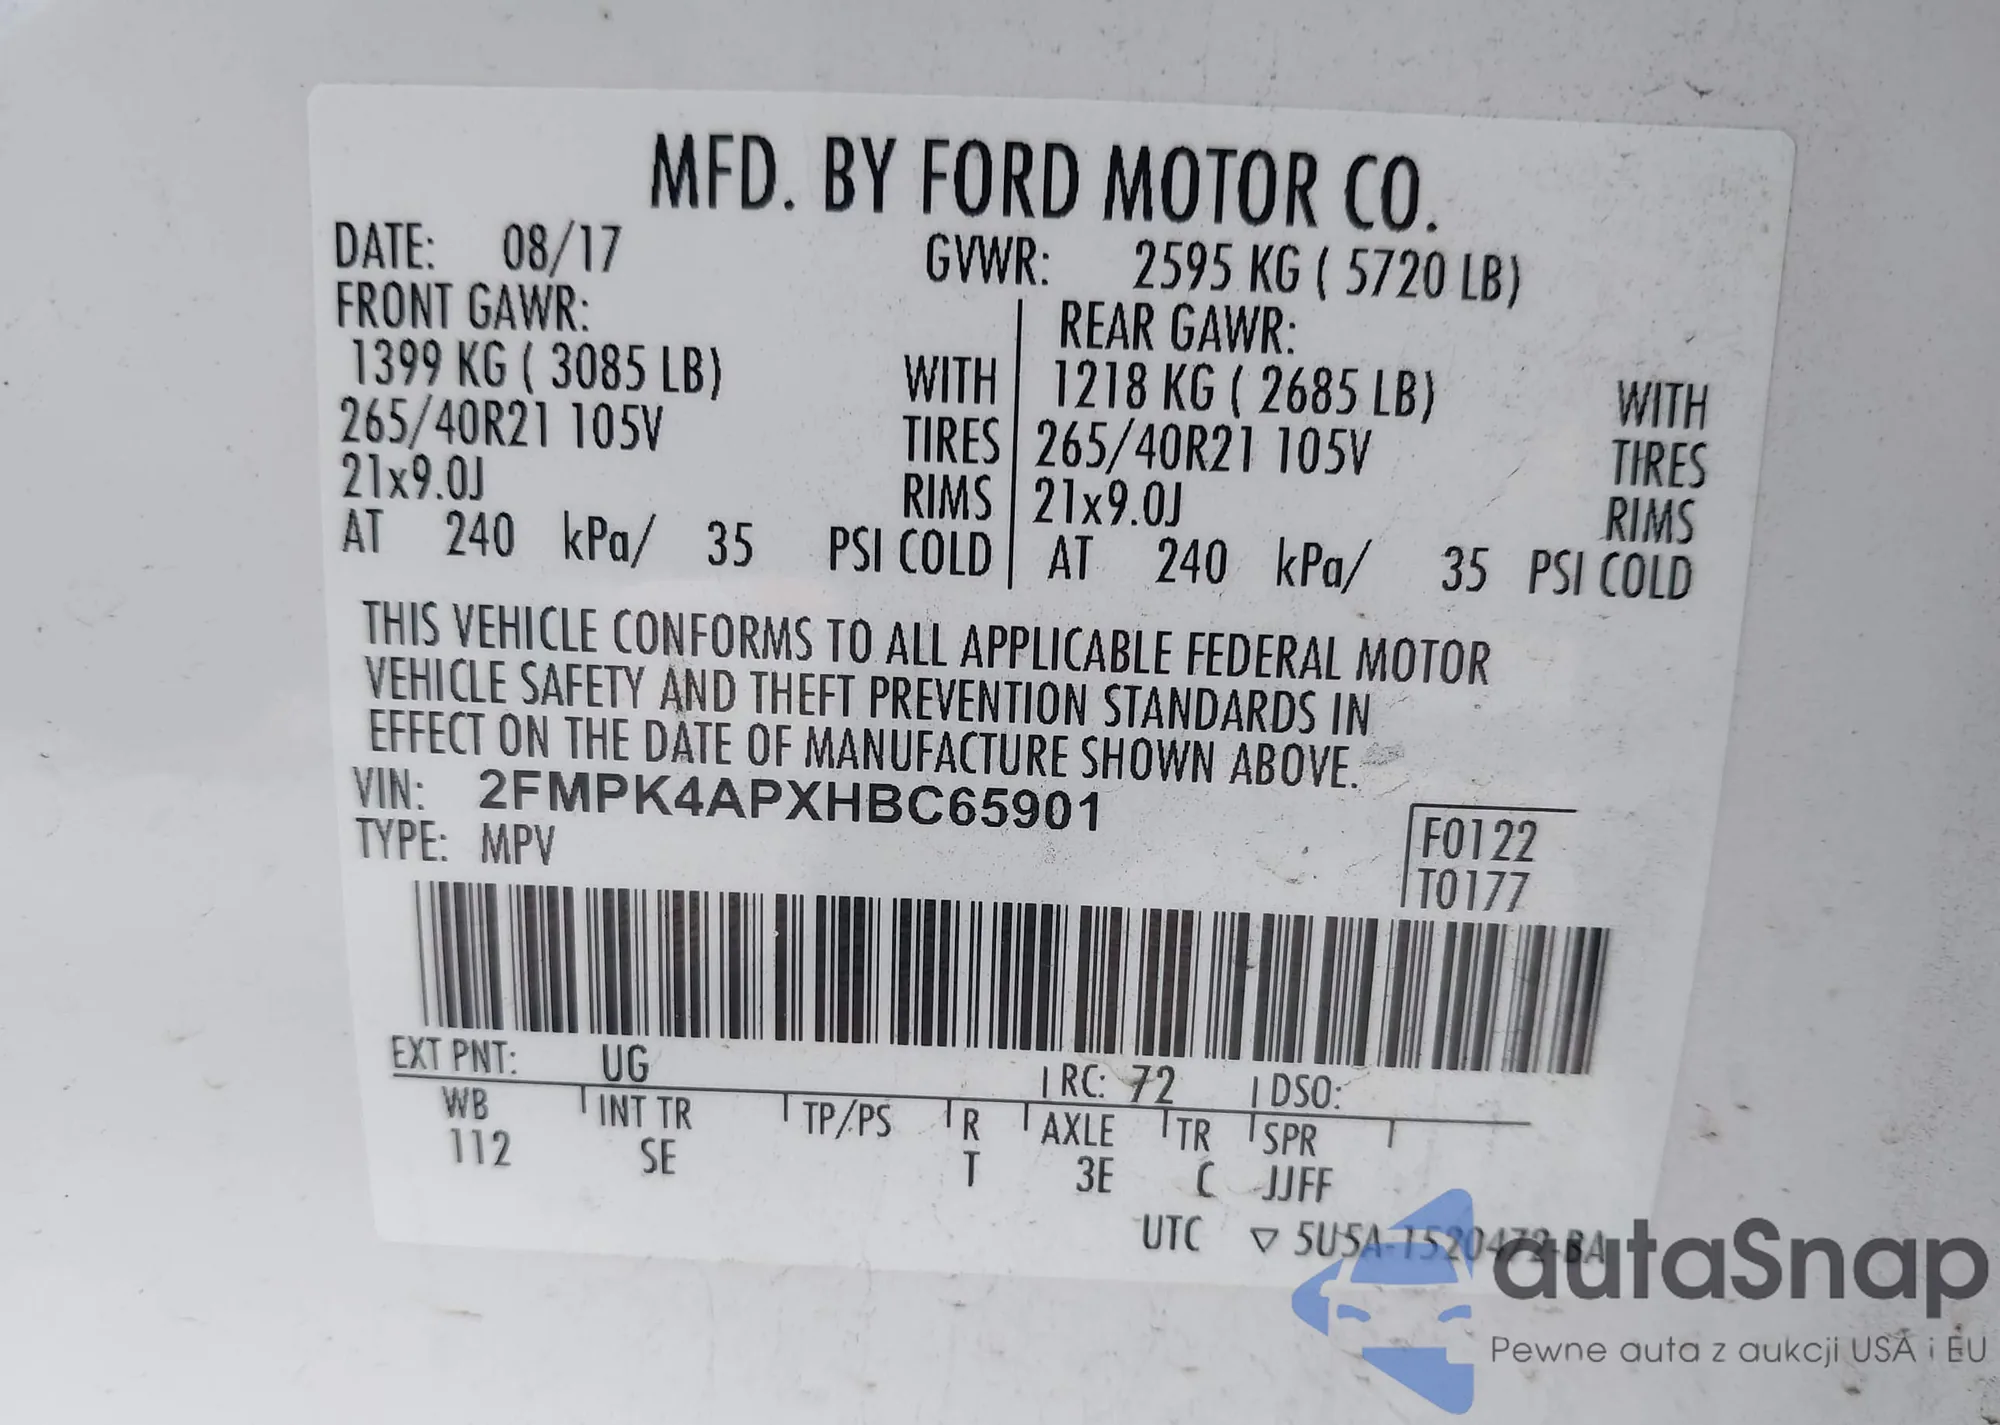 MFD. BY FORD MOTOR CO.
DATE: 08/17 GVWR: 2595 KG ( 5720 LB)
FRONT GAWR: REAR GAWR:
1399 KG ( 3085 LB) WITH 1218 KG ( 2685 LB) WITH
265/40R21 105V TIRES 265/40R21 105V TIRES
21x9.0J RIMS 21x9.0J RIMS
AT 240 kPa/ 35 PSI COLD AT 240 kPa/ 35 PSI COLD
THIS VEHICLE CONFORMS TO ALL APPLICABLE FEDERAL MOTOR
VEHICLE SAFETY AND THEFT PREVENTION STANDARDS IN
EFFECT ON THE DATE OF MANUFACTURE SHOWN ABOVE.
VIN: 2FMPK4APXHBC65901
TYPE: MPV
F0122
T0177
EXT PNT: UG RC: 72 DSO:
WB INT TR TP/PS R AXLE TR SPR
112 SE T 3E C JJFF
UTC ▽ 5U5A-1520472-BA
autaSnap
Pewne auta z aukcji USA i EU